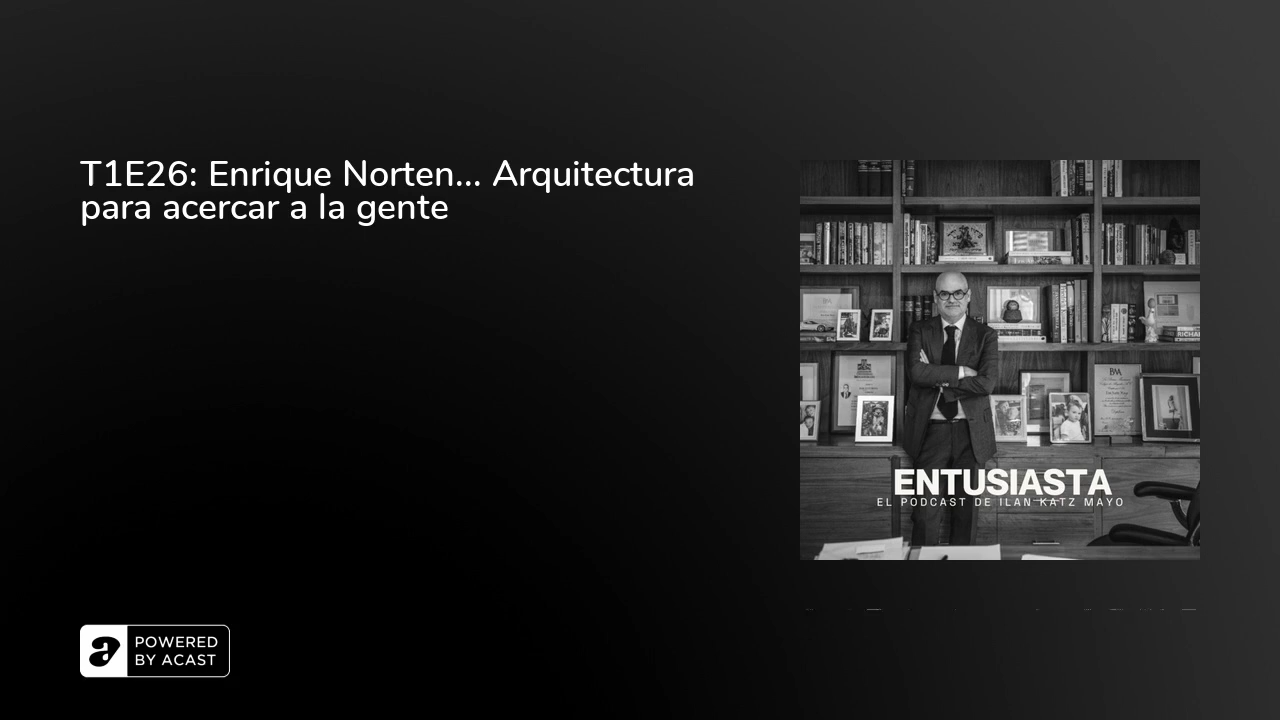 T1E26: Enrique Norten... Arquitectura
para acercar a la gente
ENTUSIASTA
EL PODCAST DE ILAN KATZ MAYO
POWERED
BY ACAST